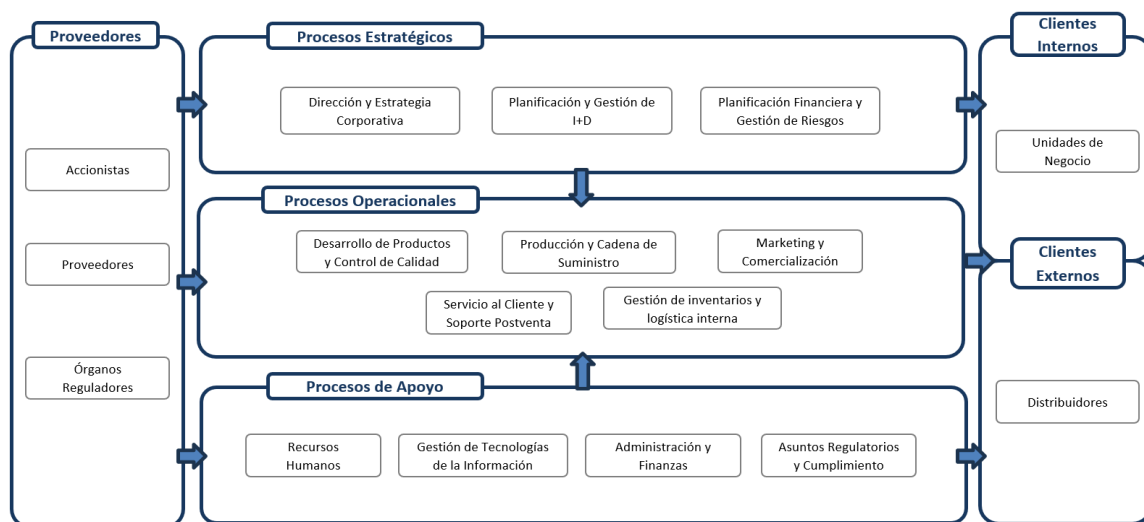 Proveedores
Accionistas
Proveedores
Órganos
Reguladores
Procesos Estratégicos
Dirección y Estrategia
Corporativa
Planificación y Gestión de
I+D
Planificación Financiera y
Gestión de Riesgos
Procesos Operacionales
Desarrollo de Productos
y Control de Calidad
Producción y Cadena de
Suministro
Marketing y
Comercialización
Servicio al Cliente y
Soporte Postventa
Gestión de inventarios y
logística interna
Procesos de Apoyo
Recursos
Humanos
Gestión de Tecnologías
de la Información
Administración y
Finanzas
Asuntos Regulatorios
y Cumplimiento
Clientes
Internos
Unidades de
Negocio
Clientes
Externos
Distribuidores